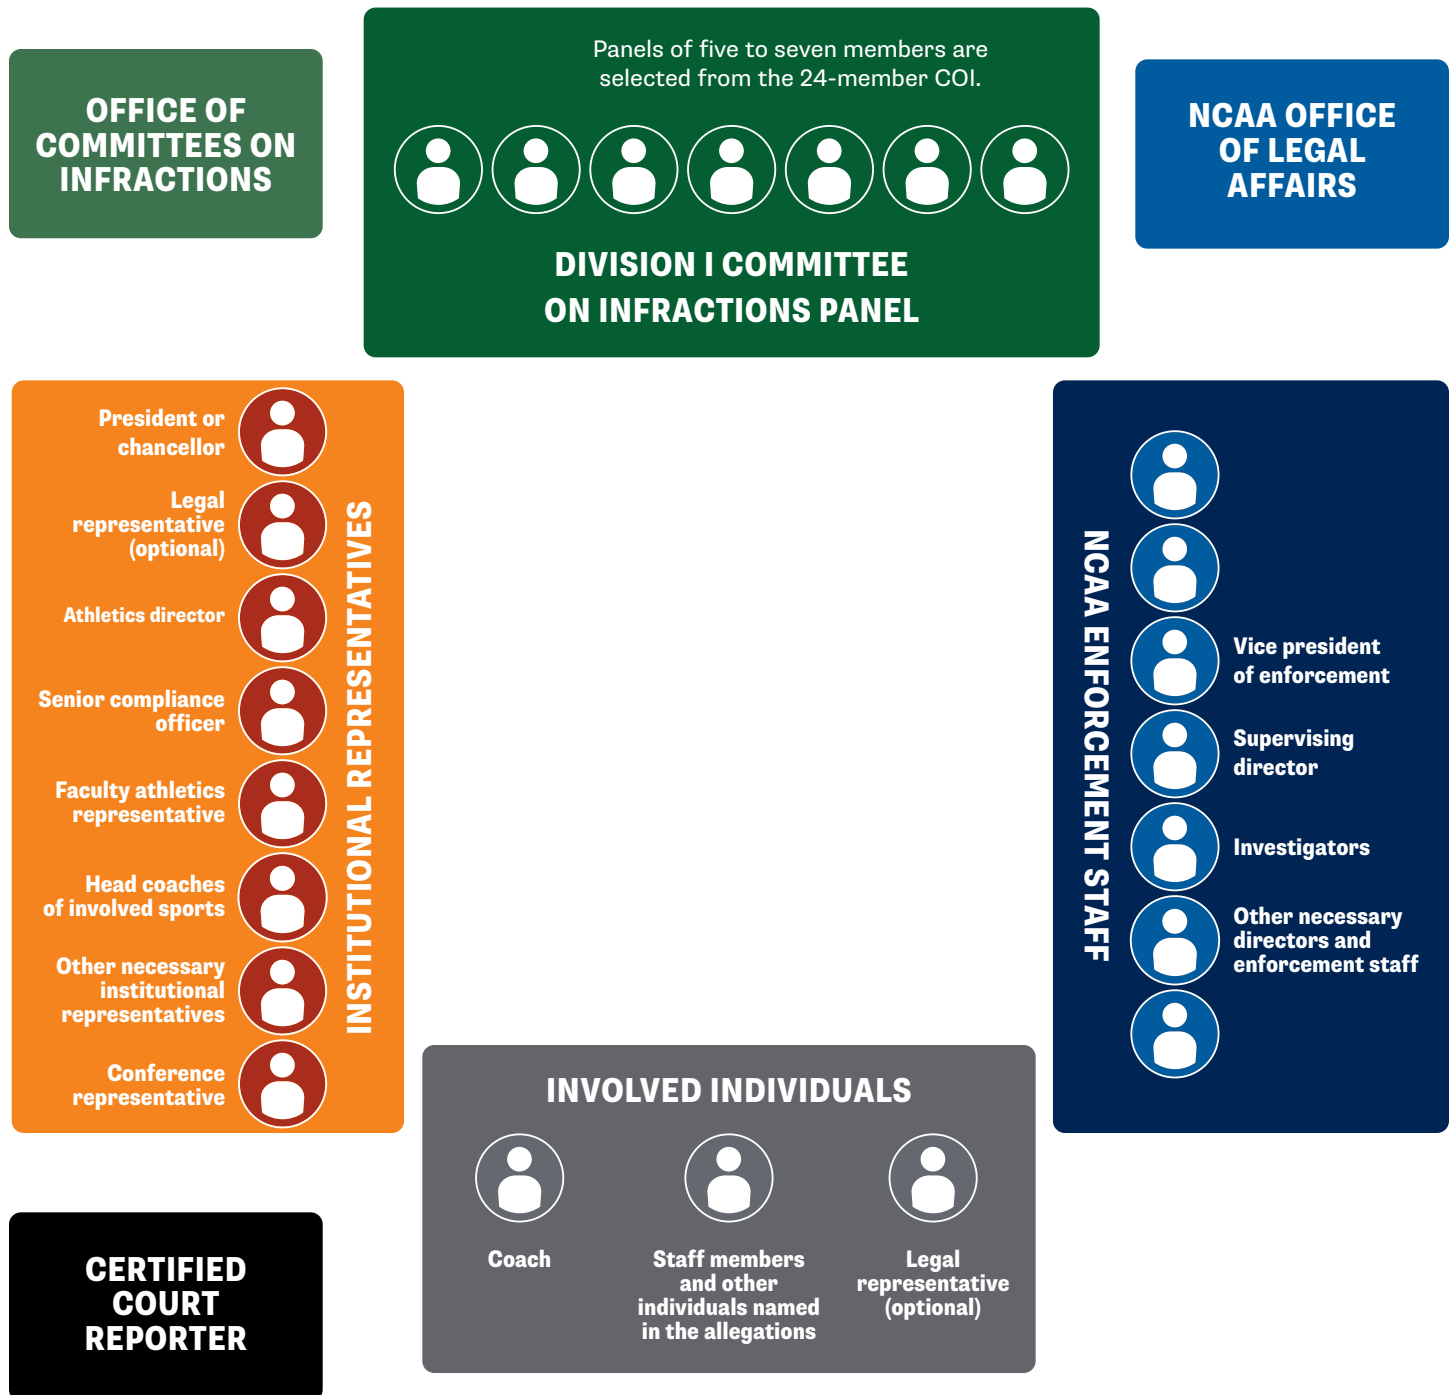 OFFICE OF
COMMITTEES ON
INFRACTIONS
Panels of five to seven members are
selected from the 24-member COI.
DIVISION I COMMITTEE
ON INFRACTIONS PANEL
NCAA OFFICE
OF LEGAL
AFFAIRS
President or
chancellor
Legal
representative
(optional)
Athletics director
Senior compliance
officer
Faculty athletics
representative
Head coaches
of involved sports
Other necessary
institutional
representatives
Conference
representative
INSTITUTIONAL REPRESENTATIVES
NCAA ENFORCEMENT STAFF
Vice president
of enforcement
Supervising
director
Investigators
Other necessary
directors and
enforcement staff
INVOLVED INDIVIDUALS
Coach
Staff members
and other
individuals named
in the allegations
Legal
representative
(optional)
CERTIFIED
COURT
REPORTER